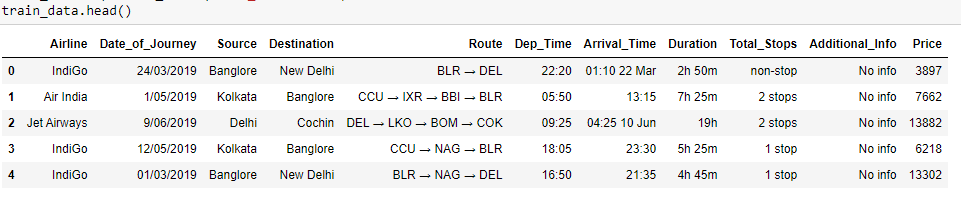 train_data.head()
Airline Date_of_Journey Source Destination Route Dep_Time Arrival_Time Duration Total_Stops Additional_Info Price
0 IndiGo 24/03/2019 Banglore New Delhi BLR → DEL 22:20 01:10 22 Mar 2h 50m non-stop No info 3897
1 Air India 1/05/2019 Kolkata Banglore CCU → IXR → BBI → BLR 05:50 13:15 7h 25m 2 stops No info 7662
2 Jet Airways 9/06/2019 Delhi Cochin DEL → LKO → BOM → COK 09:25 04:25 10 Jun 19h 2 stops No info 13882
3 IndiGo 12/05/2019 Kolkata Banglore CCU → NAG → BLR 18:05 23:30 5h 25m 1 stop No info 6218
4 IndiGo 01/03/2019 Banglore New Delhi BLR → NAG → DEL 16:50 21:35 4h 45m 1 stop No info 13302